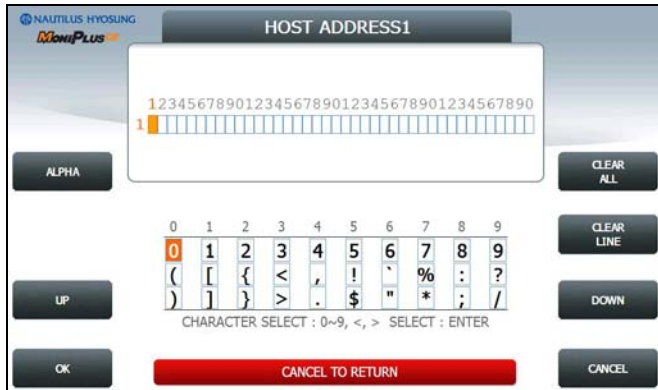 NAUTILUS HYOSUNG
MoniPlus CE
HOST ADDRESS1
1234567890123456789012345678901234567890
1
ALPHA
CLEAR ALL
0 1 2 3 4 5 6 7 8 9
0 1 2 3 4 5 6 7 8 9
( [ { < , ! ` % : ?
) ] } > . $ " * ; /
CLEAR LINE
CHARACTER SELECT : 0~9, <, > SELECT : ENTER
UP
DOWN
OK
CANCEL TO RETURN
CANCEL